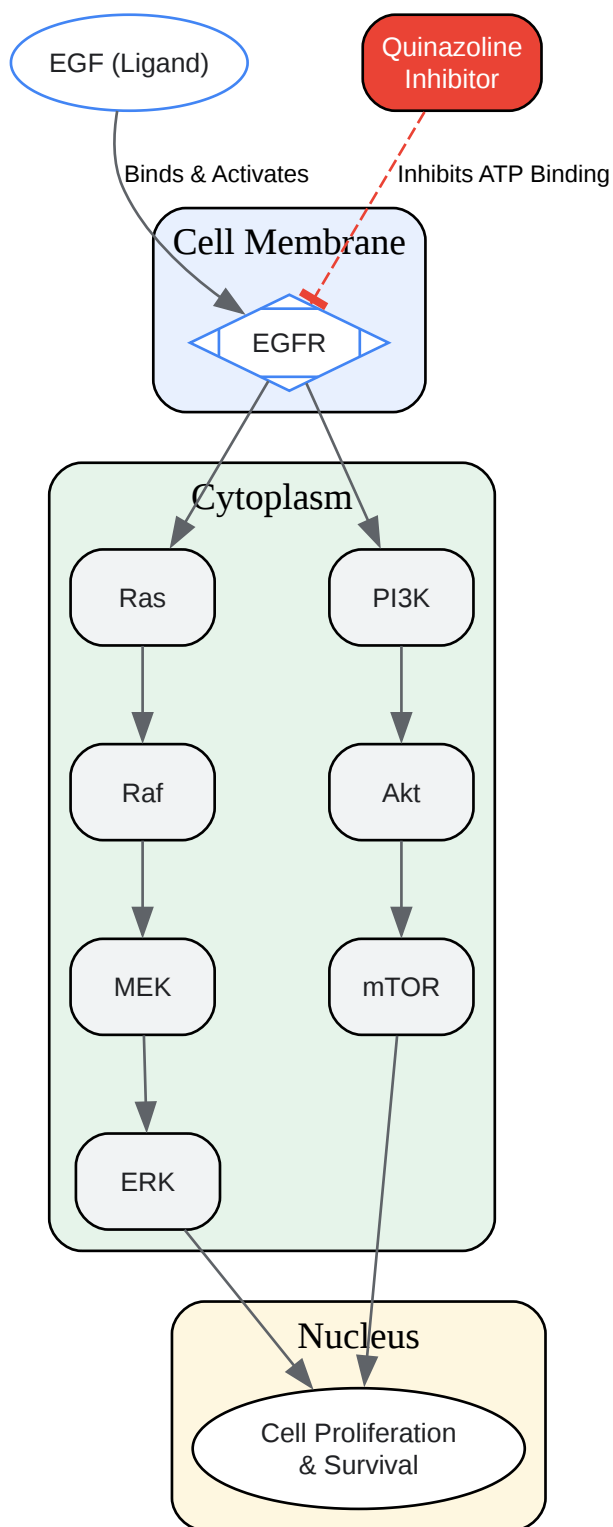 EGF (Ligand)
Quinazoline
Inhibitor
Binds & Activates
Inhibits ATP Binding
Cell Membrane
EGFR
Cytoplasm
Ras
PI3K
Raf
Akt
MEK
mTOR
ERK
Nucleus
Cell Proliferation
& Survival